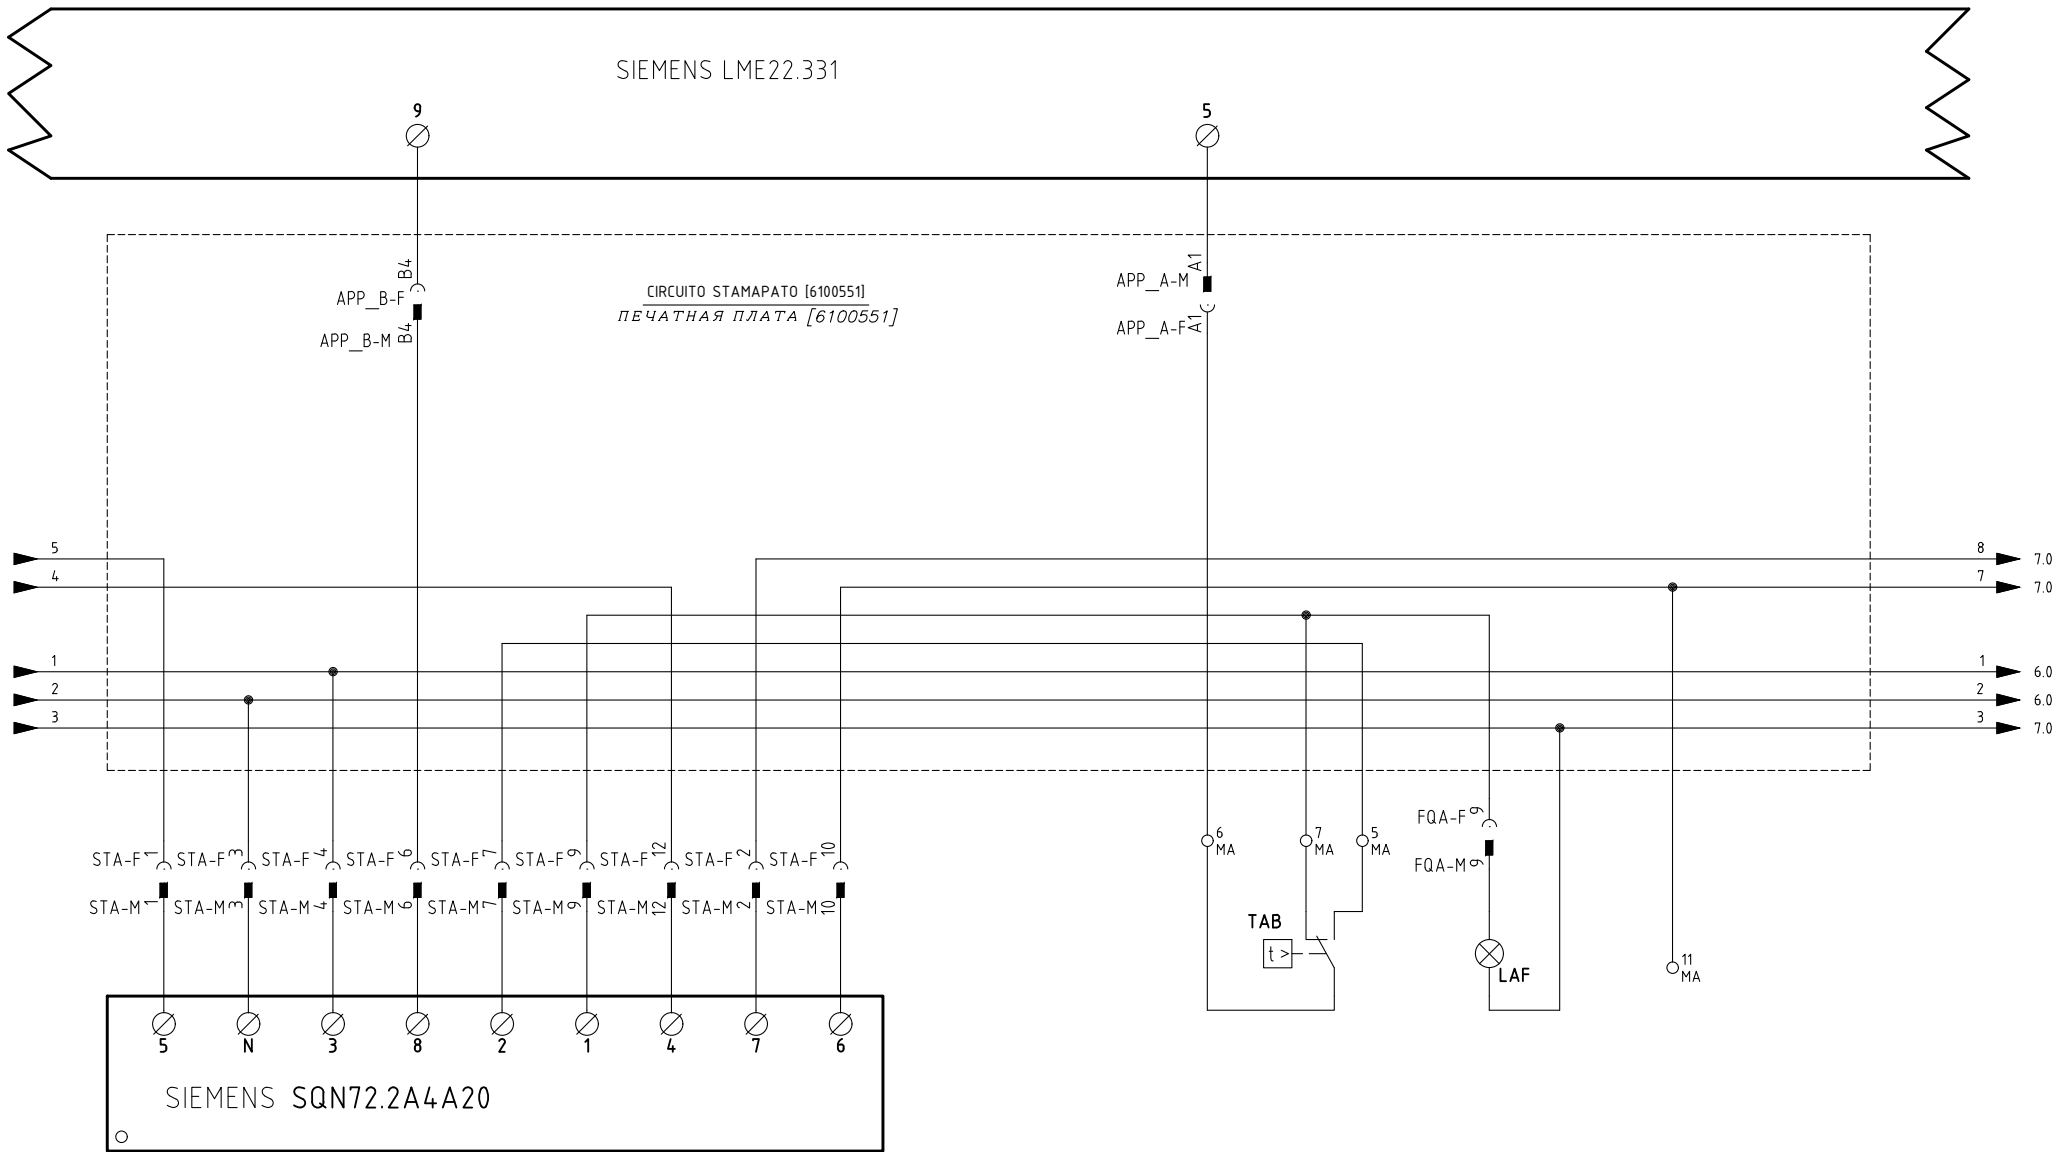 SIEMENS LME22.331
9
5
B4
APP_B-F
APP_B-M
B4
CIRCUITO STAMAPATO [6100551]
ПЕЧАТНАЯ ПЛАТА [6100551]
A1
APP_A-M
APP_A-F
A1
5
8
7.0
4
7
7.0
1
1
6.0
2
2
6.0
3
3
7.0
STA-F 1
STA-F 3
STA-F 4
STA-F 6
STA-F 7
STA-F 9
STA-F 12
STA-F 2
STA-F 10
STA-M 1
STA-M 3
STA-M 4
STA-M 6
STA-M 7
STA-M 9
STA-M 12
STA-M 2
STA-M 10
6
MA
7
MA
5
MA
FQA-F 9
FQA-M 9
TAB
t >
LAF
11
MA
5
N
3
8
2
1
4
7
6
SIEMENS SQN72.2A4A20